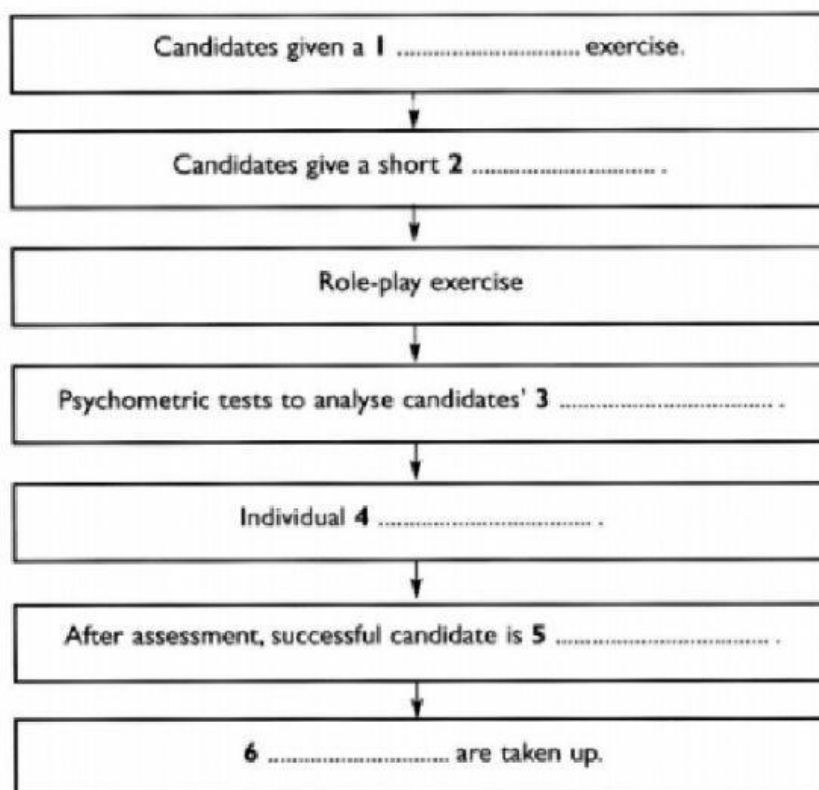 Candidates given a 1 .............................. exercise.
Candidates give a short 2 .............................. .
Role-play exercise
Psychometric tests to analyse candidates' 3 .............................. .
Individual 4 .............................. .
After assessment, successful candidate is 5 .............................. .
6 .............................. are taken up.